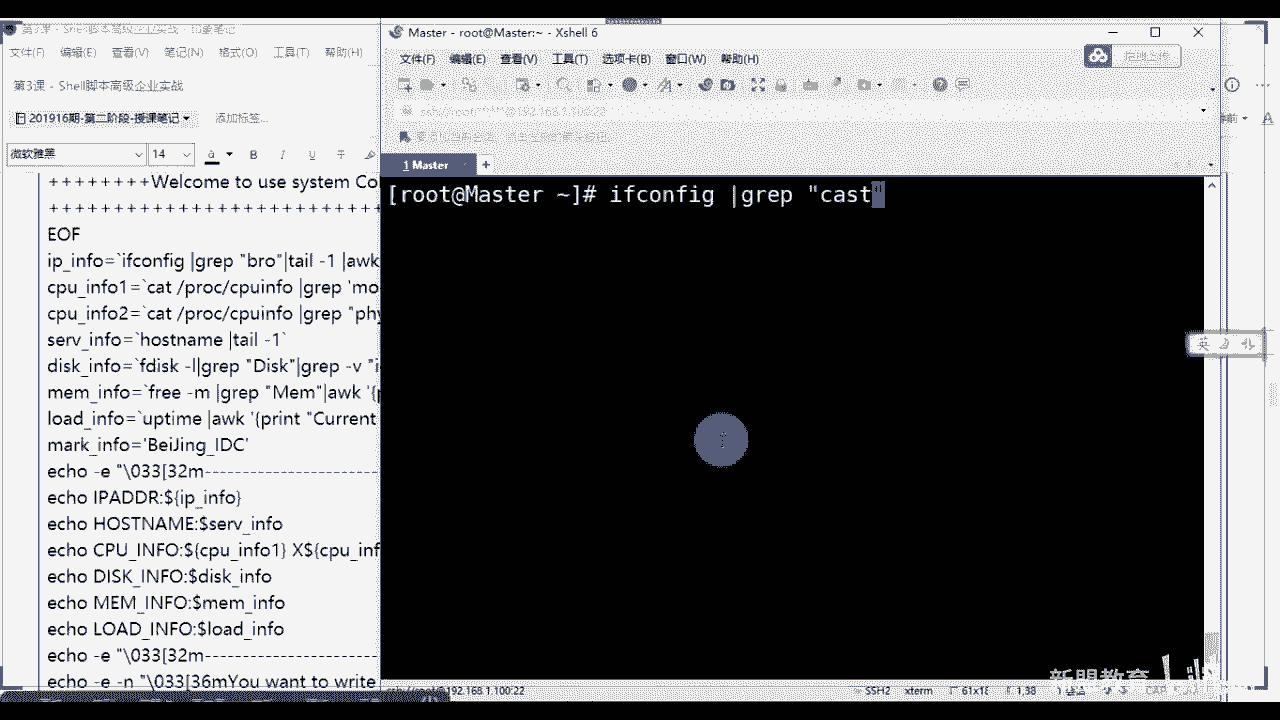 第3课 - Shell脚本高级企业实战 - 印象笔记
文件(F) 编辑(E) 查看(V) 笔记(N) 格式(O) 工具(T) 帮助(H)
第3课 - Shell脚本高级企业实战
201916期-第二阶段-授课笔记 添加标签...
微软雅黑 14
++++++++Welcome to use system Co
EOF
ip_info=`ifconfig |grep "bro"|tail -1 |awk
cpu_info1=`cat /proc/cpuinfo |grep 'mo
cpu_info2=`cat /proc/cpuinfo |grep "phy
serv_info=`hostname |tail -1`
disk_info=`fdisk -l|grep "Disk"|grep -v "i
mem_info=`free -m |grep "Mem"|awk '{p
load_info=`uptime |awk '{print "Current
mark_info='BeiJing_IDC'
echo -e "\033[32m------------------
echo IPADDR:${ip_info}
echo HOSTNAME:$serv_info
echo CPU_INFO:${cpu_info1} X${cpu_inf
echo DISK_INFO:$disk_info
echo MEM_INFO:$mem_info
echo LOAD_INFO:$load_info
echo -e "\033[32m------------------
echo -e -n "\033[36mYou want to write
Master - root@Master:~ - Xshell 6
文件(F) 编辑(E) 查看(V) 工具(T) 选项卡(B) 窗口(W) 帮助(H)
拖拽上传
1 Master
[root@Master ~]# ifconfig |grep "cast"
英
新盟教育
ssh://root@192.168.1.100:22 SSH2 xterm